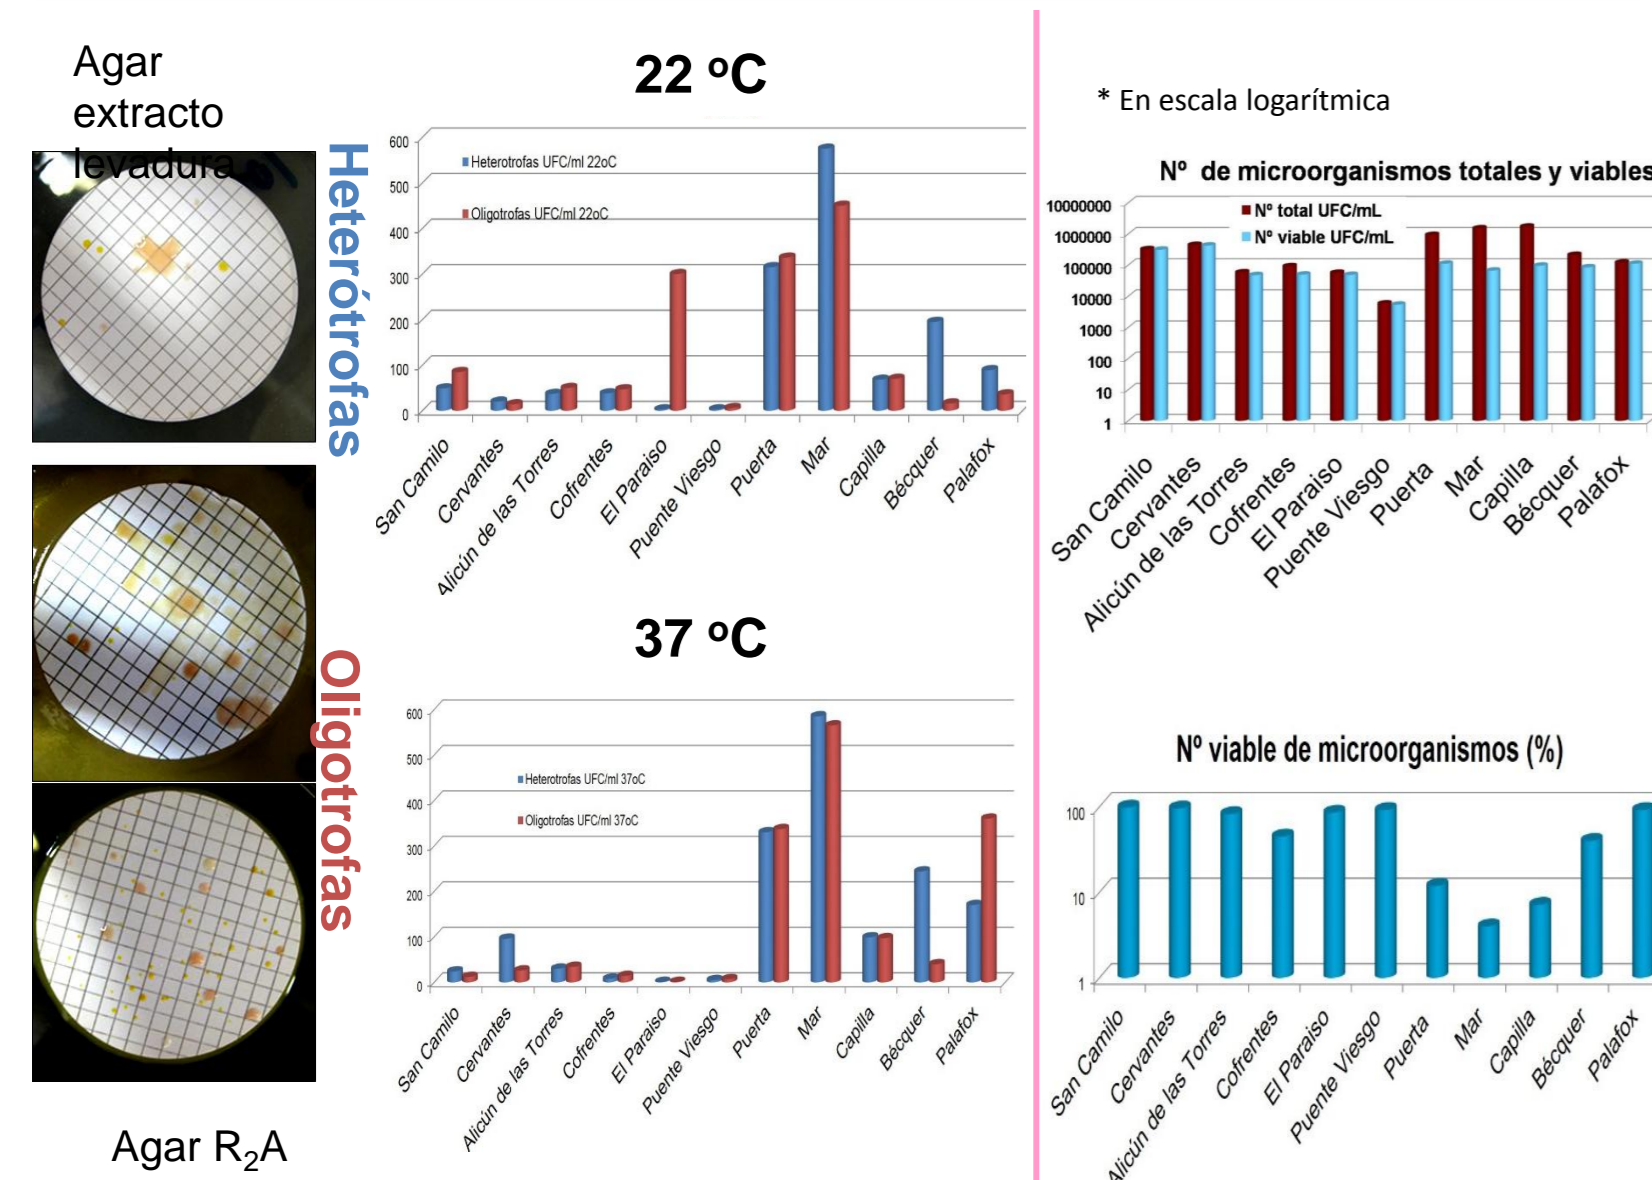 Agar
extracto
levadura
Heterótrofas
Oligotrofas
Agar R₂A
22 ºC
600
500
400
300
200
100
0
Heterotrofas UFC/ml 22oC
Oligotrofas UFC/ml 22oC
San Camilo
Cervantes
Alicún de las Torres
Cofrentes
El Paraiso
Puente Viesgo
Puerta
Mar
Capilla
Bécquer
Palafox
37 ºC
600
500
400
300
200
100
0
Heterotrofas UFC/ml 37oC
Oligotrofas UFC/ml 37oC
San Camilo
Cervantes
Alicún de las Torres
Cofrentes
El Paraiso
Puente Viesgo
Puerta
Mar
Capilla
Bécquer
Palafox
* En escala logarítmica
Nº de microorganismos totales y viables
10000000
1000000
100000
10000
1000
100
10
1
Nº total UFC/mL
Nº viable UFC/mL
San Camilo
Cervantes
Alicún de las Torres
Cofrentes
El Paraiso
Puente Viesgo
Puerta
Mar
Capilla
Bécquer
Palafox
Nº viable de microorganismos (%)
100
10
1
San Camilo
Cervantes
Alicún de las Torres
Cofrentes
El Paraiso
Puente Viesgo
Puerta
Mar
Capilla
Bécquer
Palafox